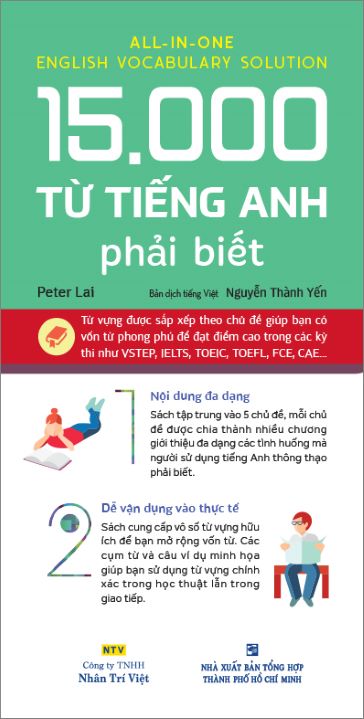 ALL-IN-ONE
ENGLISH VOCABULARY SOLUTION
15.000
TỪ TIẾNG ANH
phải biết
Peter Lai Bản dịch tiếng Việt Nguyễn Thành Yến
Từ vựng được sắp xếp theo chủ đề giúp bạn có
vốn từ phong phú để đạt điểm cao trong các kỳ
thi như VSTEP, IELTS, TOEIC, TOEFL, FCE, CAE...
1
Nội dung đa dạng
Sách tập trung vào 5 chủ đề, mỗi chủ
đề được chia thành nhiều chương
giới thiệu đa dạng các tình huống mà
người sử dụng tiếng Anh thông thạo
phải biết.
2
Dễ vận dụng vào thực tế
Sách cung cấp vô số từ vựng hữu
ích để bạn mở rộng vốn từ. Các
cụm từ và câu ví dụ minh họa
giúp bạn sử dụng từ vựng chính
xác trong học thuật lẫn trong
giao tiếp.
NTV
Công ty TNHH
Nhân Trí Việt
NHÀ XUẤT BẢN TỔNG HỢP
THÀNH PHỐ HỒ CHÍ MINH